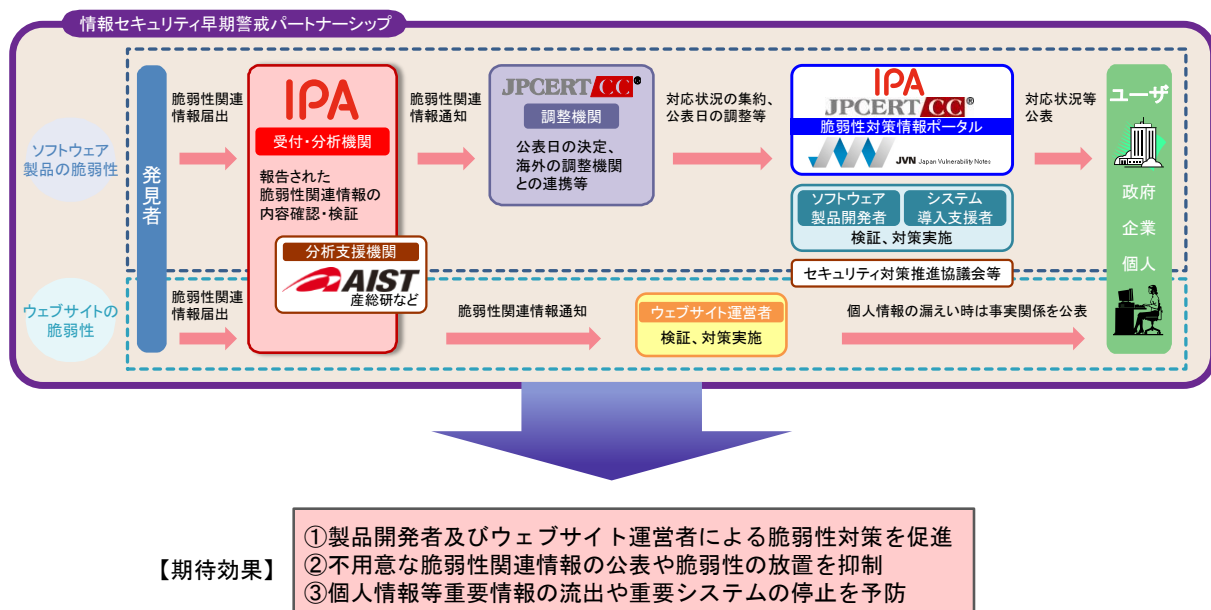 情報セキュリティ早期警戒パートナーシップ
ソフトウェア
製品の脆弱性
発見者
脆弱性関連
情報届出
IPA
受付・分析機関
報告された
脆弱性関連情報の
内容確認・検証
分析支援機関
AIST
産総研など
脆弱性関連
情報通知
JPCERT CC®
調整機関
公表日の決定、
海外の調整機関
との連携等
対応状況の集約、
公表日の調整等
IPA
JPCERT CC®
脆弱性対策情報ポータル
JVN Japan Vulnerability Notes
ソフトウェア
製品開発者
システム
導入支援者
検証、対策実施
セキュリティ対策推進協議会等
対応状況等
公表
ユーザ
政府
企業
個人
ウェブサイトの
脆弱性
脆弱性関連
情報届出
脆弱性関連情報通知
ウェブサイト運営者
検証、対策実施
個人情報の漏えい時は事実関係を公表
【期待効果】
①製品開発者及びウェブサイト運営者による脆弱性対策を促進
②不用意な脆弱性関連情報の公表や脆弱性の放置を抑制
③個人情報等重要情報の流出や重要システムの停止を予防